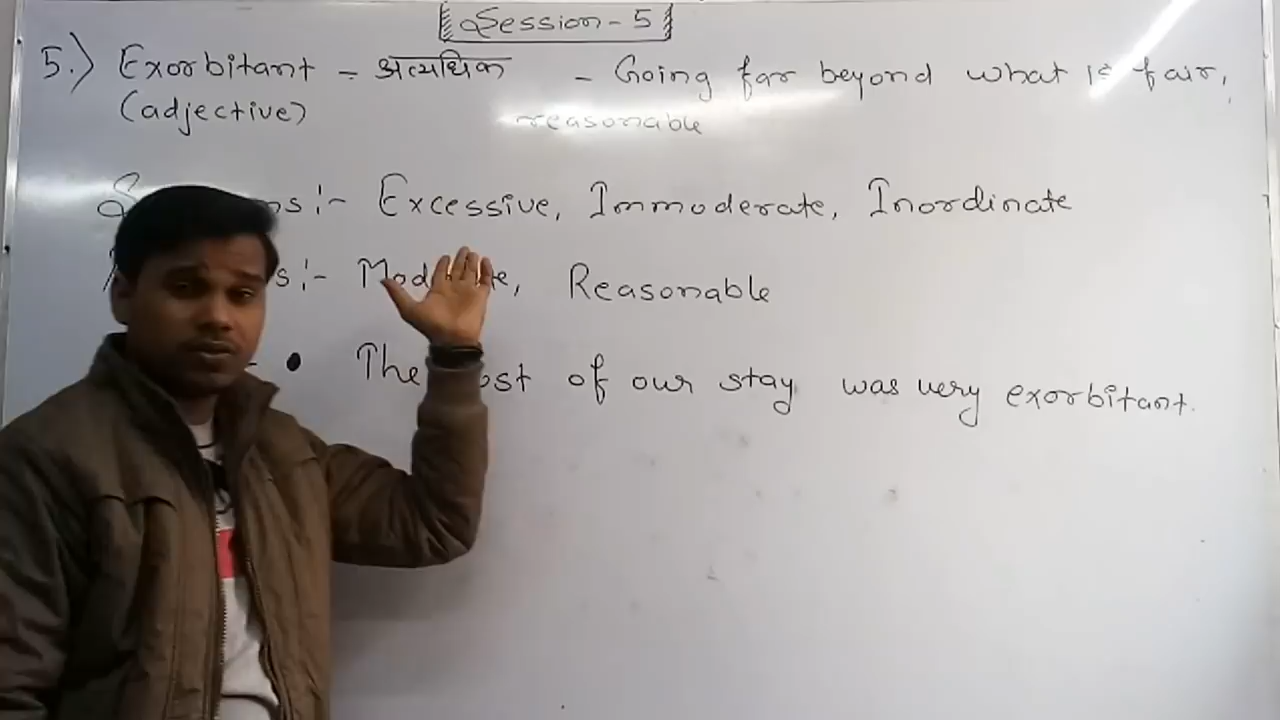 Session - 5
5.) Exorbitant - अत्यधिक - Going far beyond what is fair,
(adjective) reasonable
:- Excessive, Immoderate, Inordinate
:- Reasonable
• The of our stay was very exorbitant.